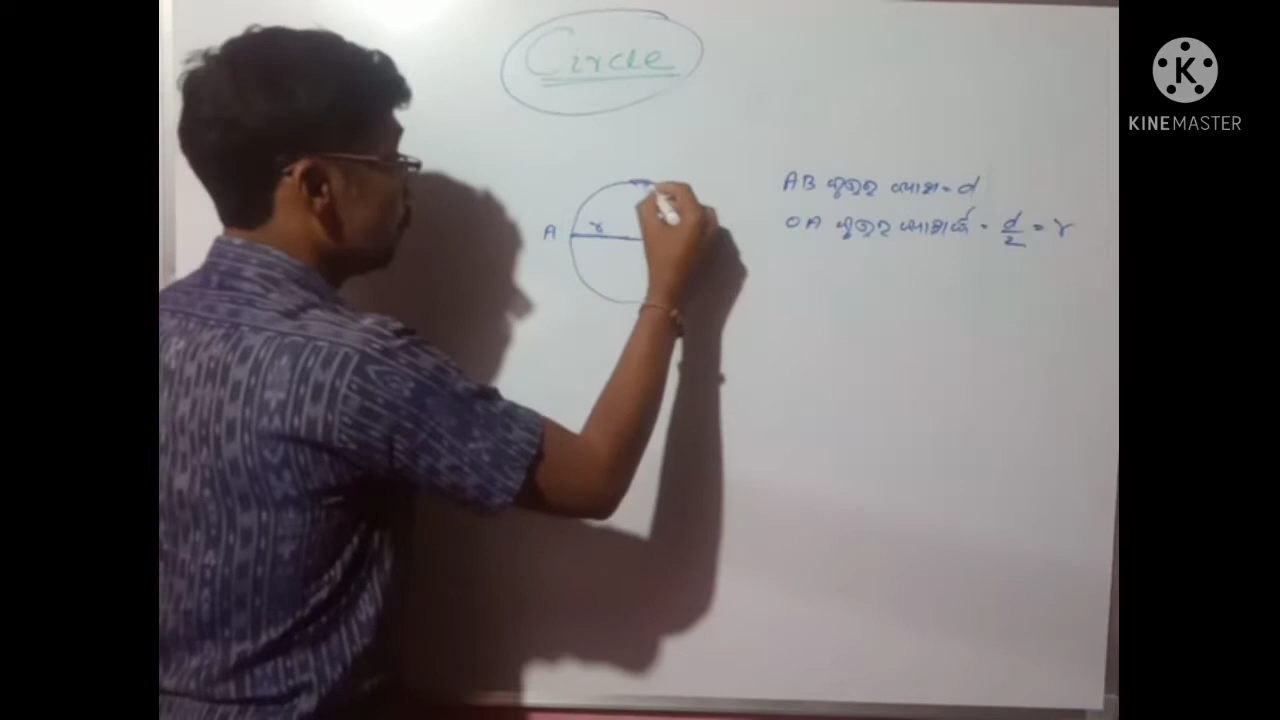 Circle
A r
AB ବୃତ୍ତର ବ୍ୟାସ = d
OA ବୃତ୍ତର ବ୍ୟାସାର୍ଦ୍ଧ = d/2 = r
K
KINEMASTER